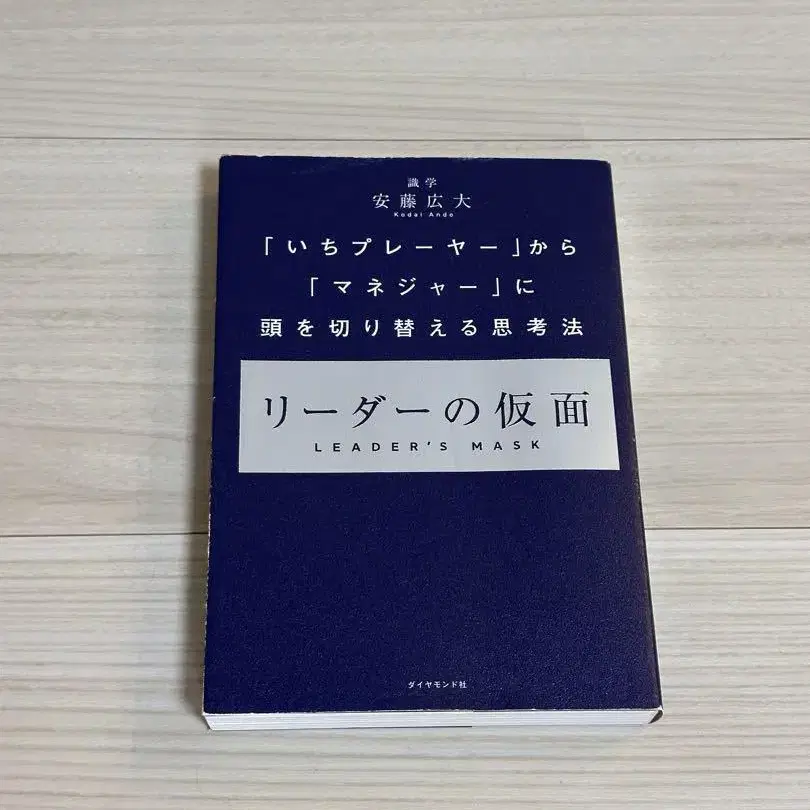 識学
安藤広大
Kodai Ando
「いちプレーヤー」から
「マネジャー」に
頭を切り替える思考法
リーダーの仮面
LEADER'S MASK
ダイヤモンド社